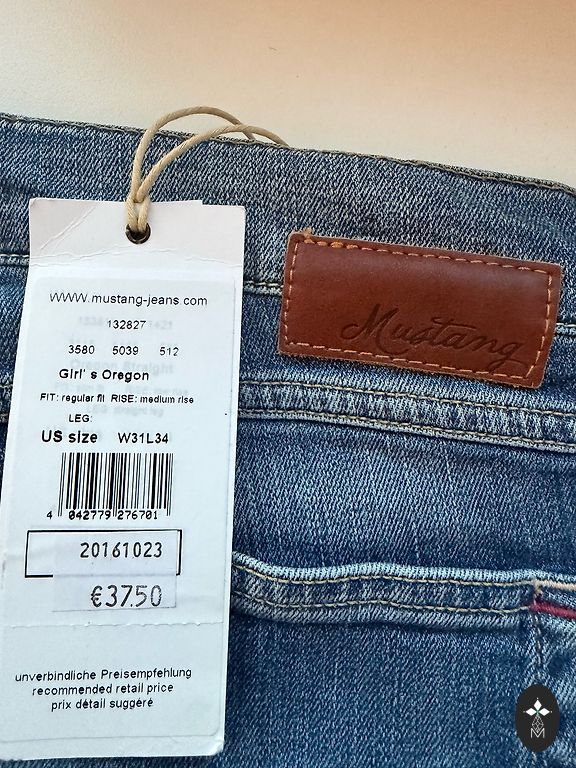 www.mustang-jeans.com
132827
3580 5039 512
Girl' s Oregon
FIT: regular fit RISE: medium rise
LEG:
US size W31L34
4 042779 276701
20161023
€37.50
unverbindliche Preisempfehlung
recommended retail price
prix détail suggéré
Mustang
M